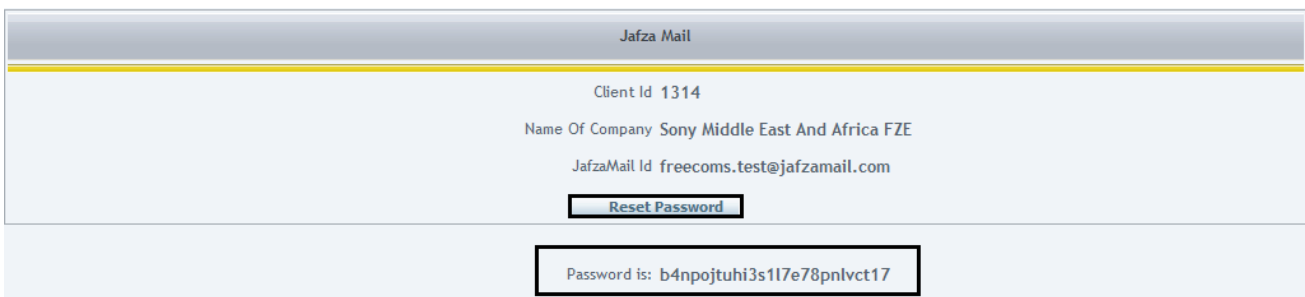 Jafza Mail
Client Id 1314
Name Of Company Sony Middle East And Africa FZE
JafzaMail Id freecoms.test@jafzamail.com
Reset Password
Password is: b4npojtuhi3s1l7e78pnlvct17